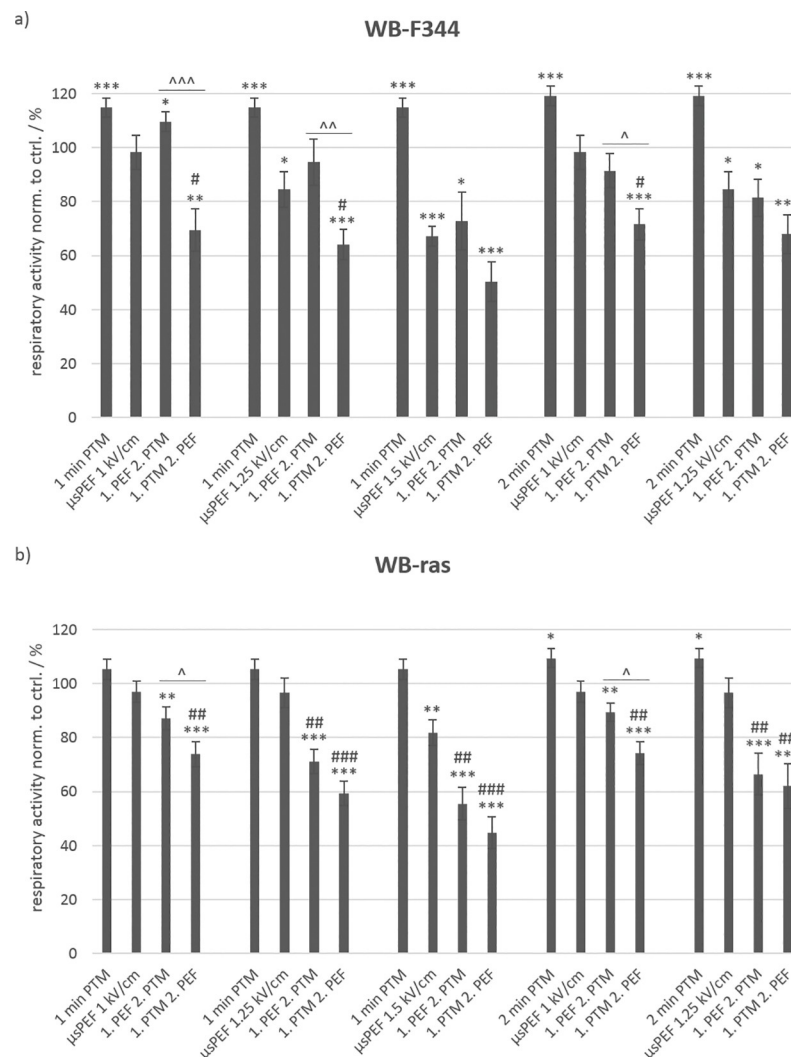 a)
WB-F344
respiratory activity norm. to ctrl. / %
120
100
80
60
40
20
0
***
^^^
*
#
**
***
*
^^
#
***
***
***
*
***
***
^
#
***
***
*
*
**
1 min PTM
µsPEF 1 kV/cm
1. PEF 2. PTM
1. PTM 2. PEF
1 min PTM
µsPEF 1.25 kV/cm
1. PEF 2. PTM
1. PTM 2. PEF
1 min PTM
µsPEF 1.5 kV/cm
1. PEF 2. PTM
1. PTM 2. PEF
2 min PTM
µsPEF 1 kV/cm
1. PEF 2. PTM
1. PTM 2. PEF
2 min PTM
µsPEF 1.25 kV/cm
1. PEF 2. PTM
1. PTM 2. PEF
b)
WB-ras
respiratory activity norm. to ctrl. / %
120
100
80
60
40
20
0
^
**
##
***
##
***
###
***
**
##
***
###
***
*
^
**
##
***
*
##
***
##
**
1 min PTM
µsPEF 1 kV/cm
1. PEF 2. PTM
1. PTM 2. PEF
1 min PTM
µsPEF 1.25 kV/cm
1. PEF 2. PTM
1. PTM 2. PEF
1 min PTM
µsPEF 1.5 kV/cm
1. PEF 2. PTM
1. PTM 2. PEF
2 min PTM
µsPEF 1 kV/cm
1. PEF 2. PTM
1. PTM 2. PEF
2 min PTM
µsPEF 1.25 kV/cm
1. PEF 2. PTM
1. PTM 2. PEF